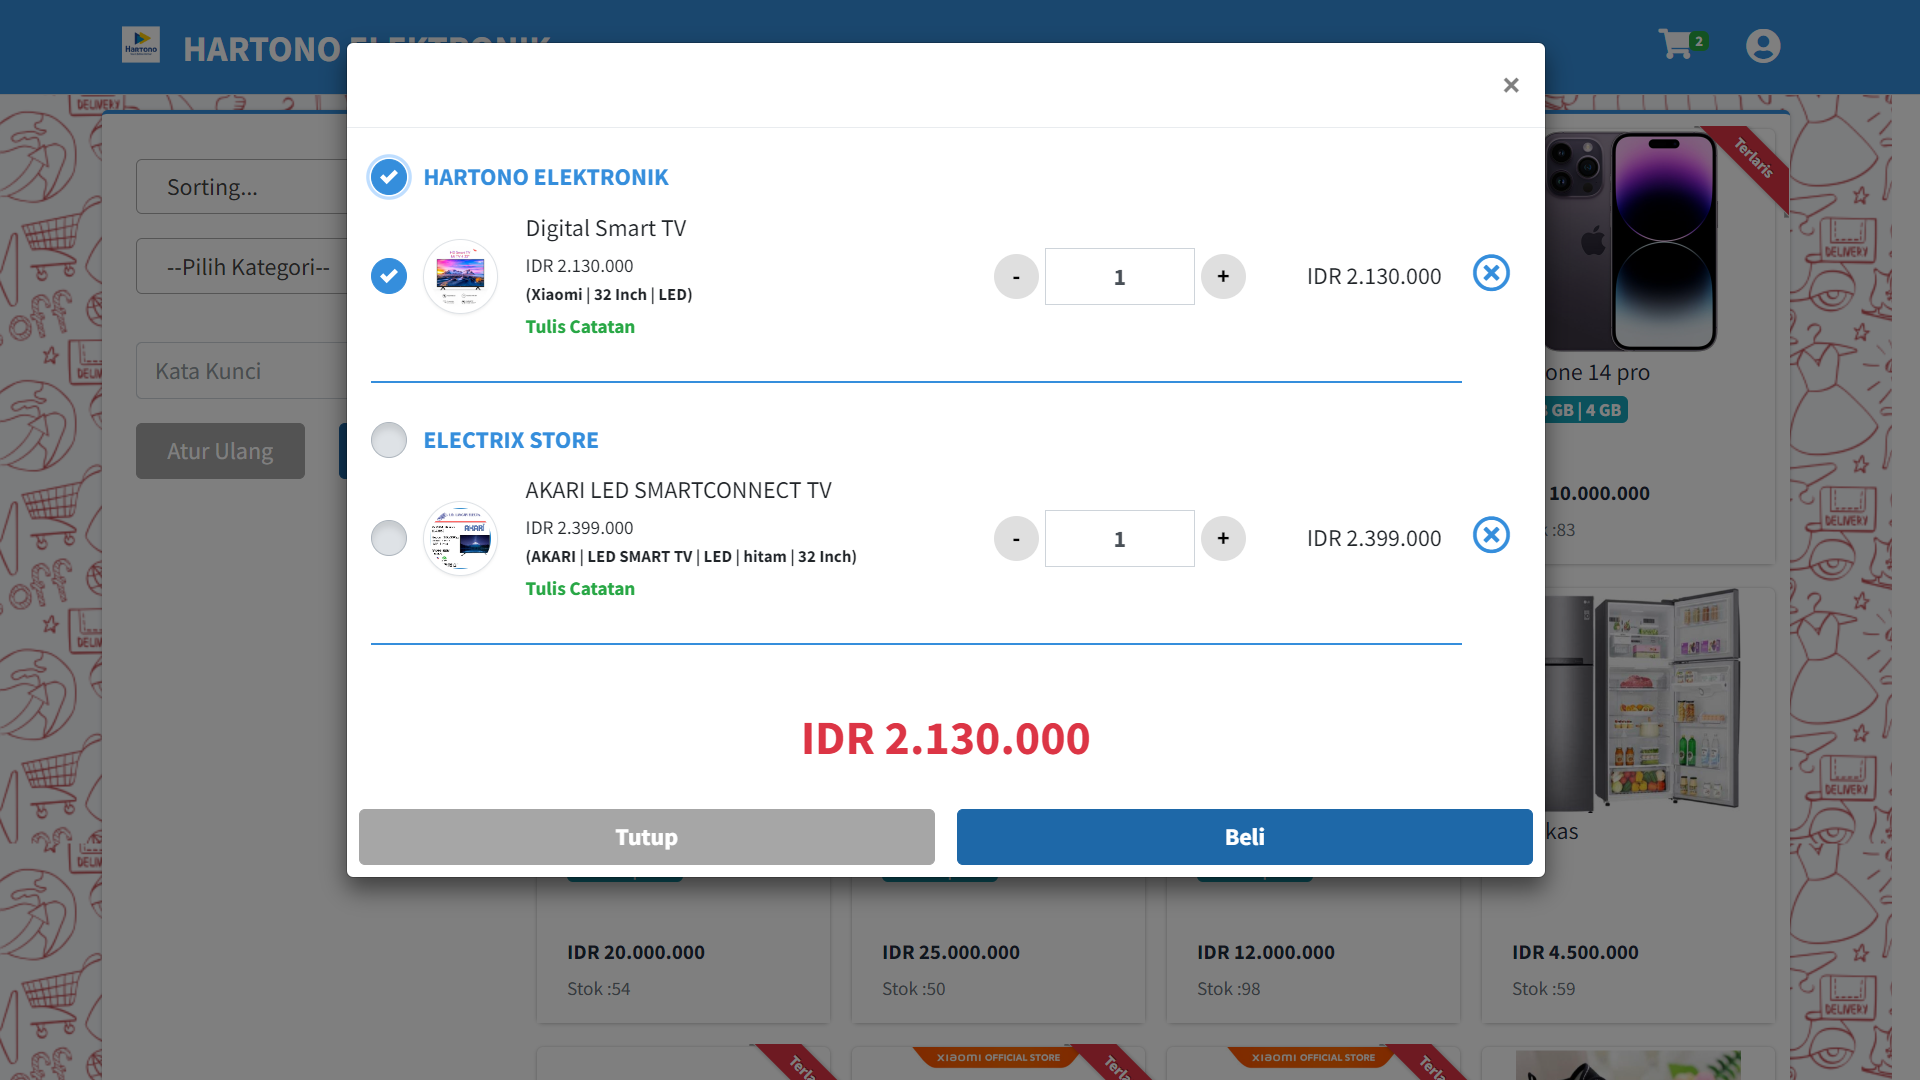 HARTONO ELEKTRONIK
2
×
Sorting...
--Pilih Kategori--
Kata Kunci
Atur Ulang
HARTONO ELEKTRONIK
Digital Smart TV
IDR 2.130.000
(Xiaomi | 32 Inch | LED)
Tulis Catatan
- 1 +
IDR 2.130.000
ELECTRIX STORE
AKARI LED SMARTCONNECT TV
IDR 2.399.000
(AKARI | LED SMART TV | LED | hitam | 32 Inch)
Tulis Catatan
- 1 +
IDR 2.399.000
IDR 2.130.000
Tutup
Beli
Terlaris
one 14 pro
GB | 4 GB
10.000.000
:83
kas
IDR 20.000.000
Stok :54
IDR 25.000.000
Stok :50
IDR 12.000.000
Stok :98
IDR 4.500.000
Stok :59
xiaomi OFFICIAL STORE
xiaomi OFFICIAL STORE
DELIVERY